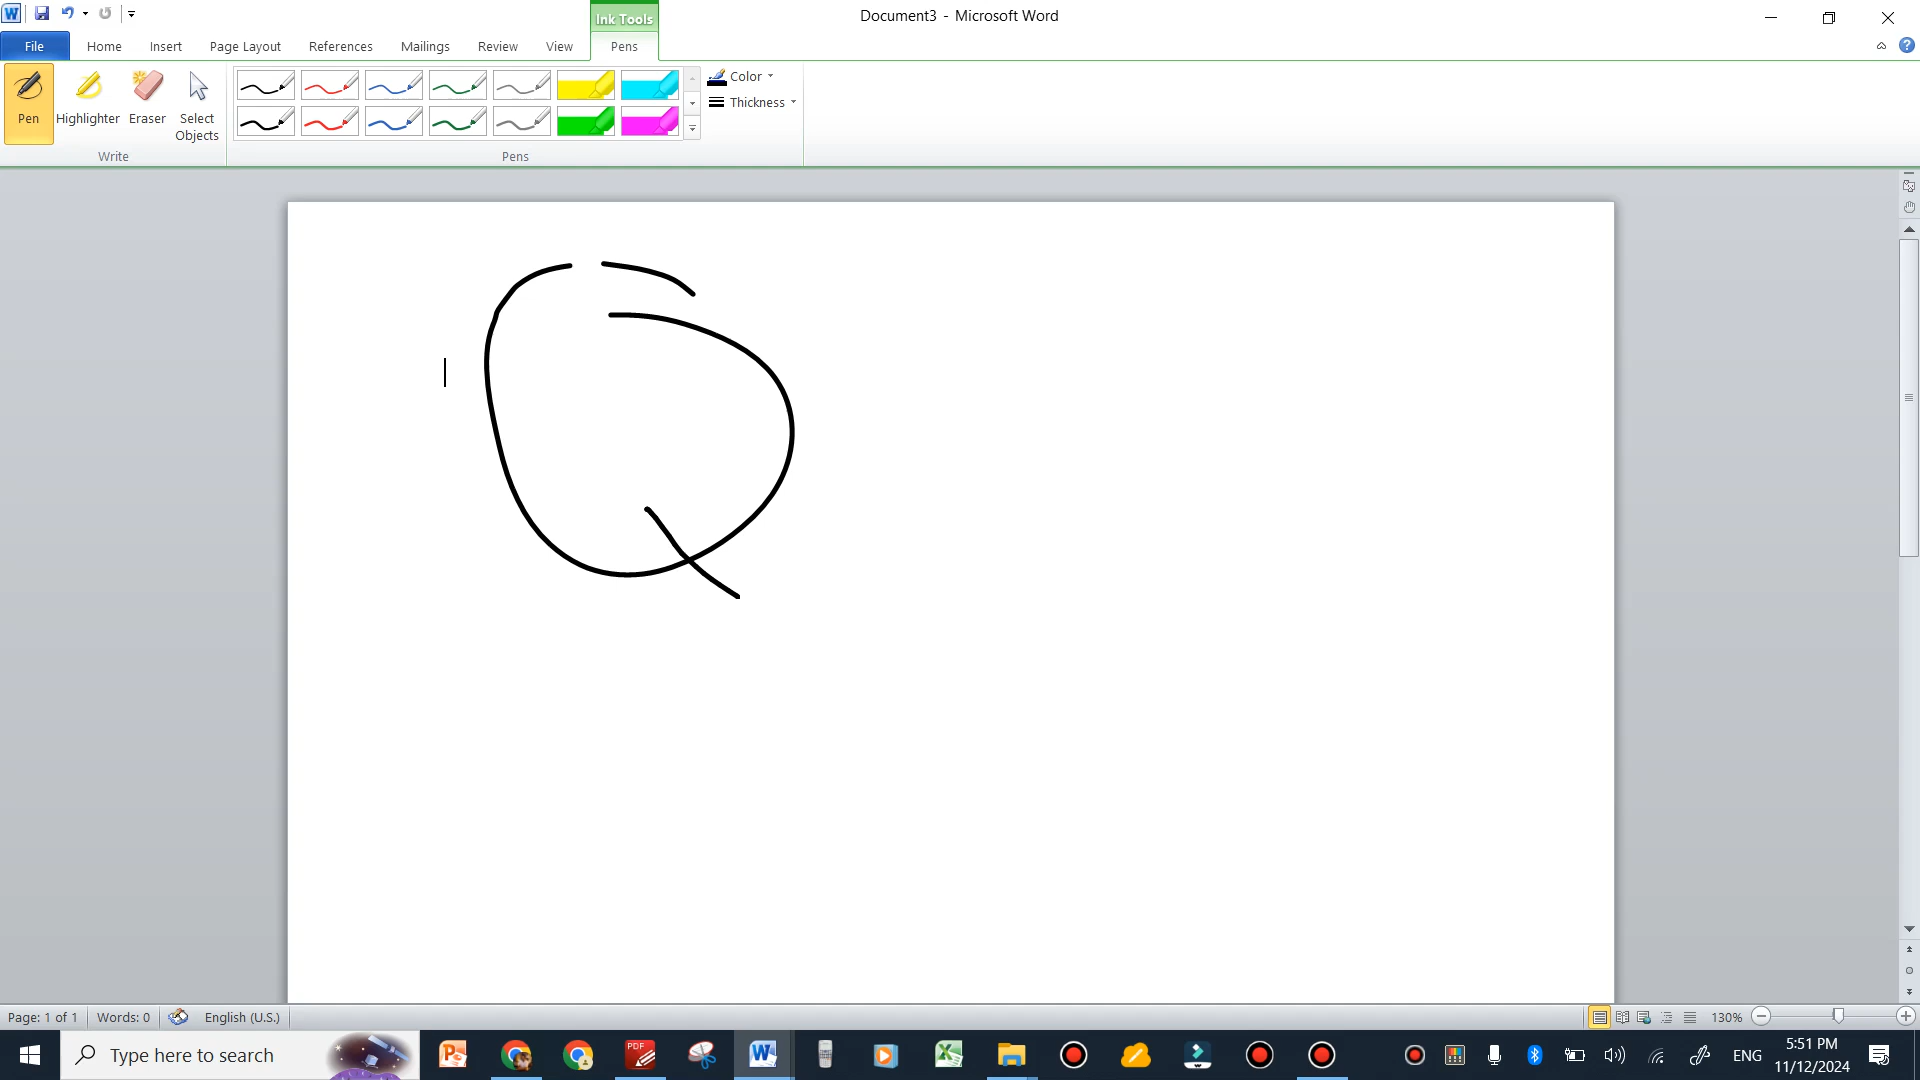 Document3 - Microsoft Word
Ink Tools
File Home Insert Page Layout References Mailings Review View Pens
Pen Highlighter Eraser Select Objects
Color
Thickness
Write Pens
Q
Page: 1 of 1 Words: 0 English (U.S.) 130%
Type here to search
PDF
ENG
5:51 PM
11/12/2024